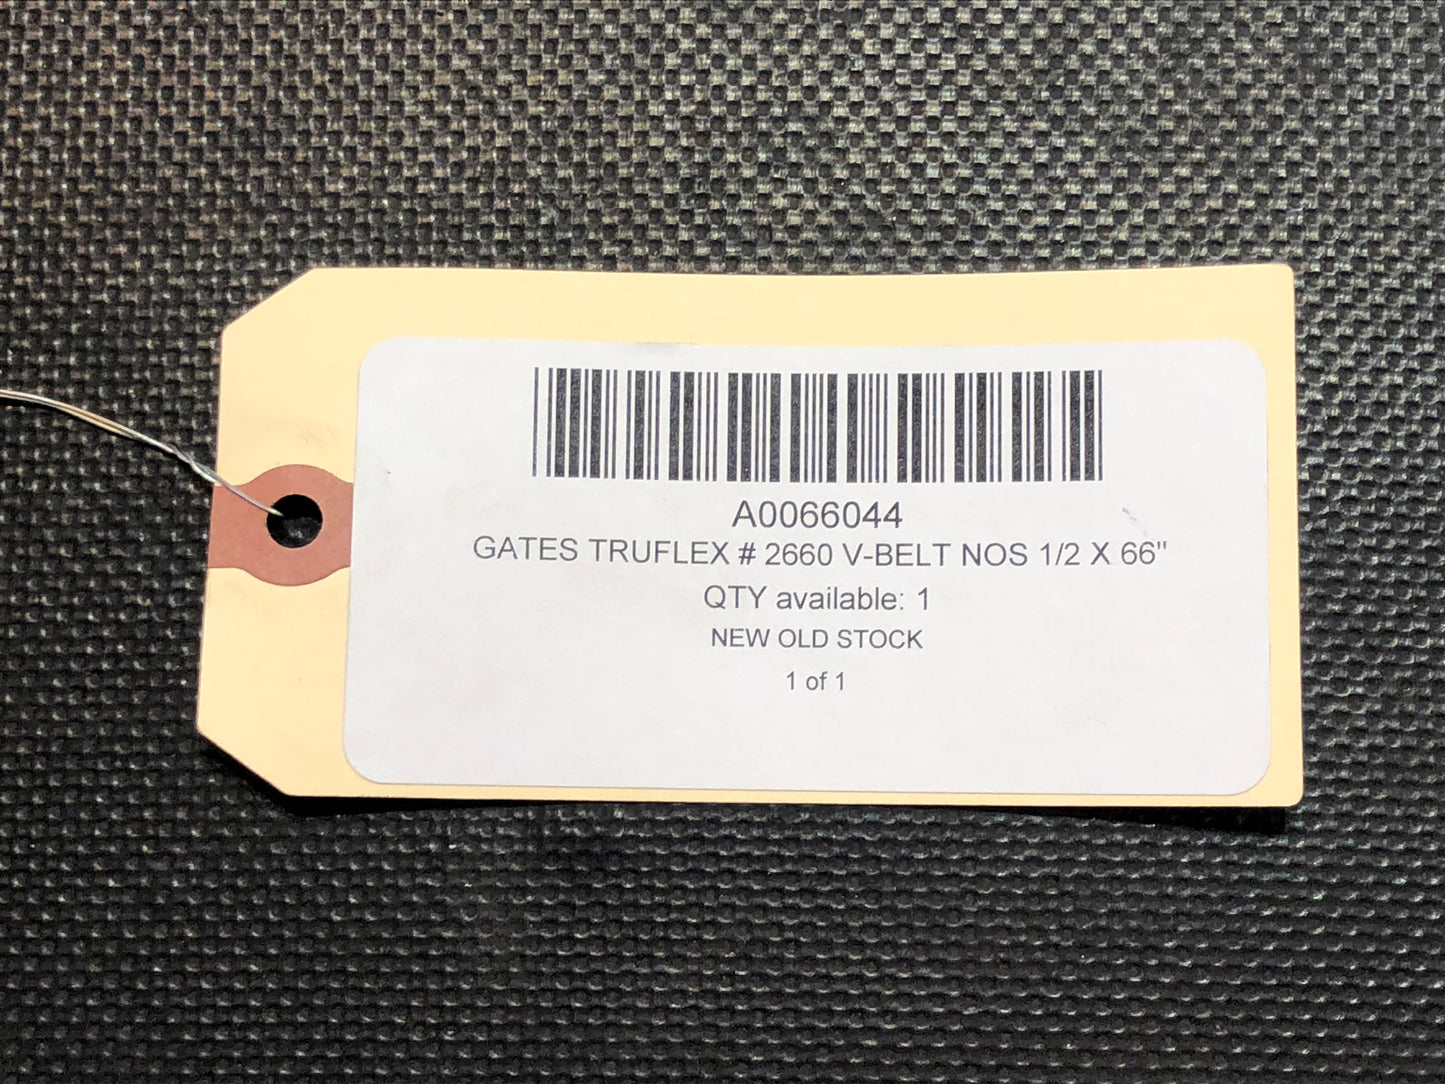 A0066044
GATES TRUFLEX # 2660 V-BELT NOS 1/2 X 66"
QTY available: 1
NEW OLD STOCK
1 of 1